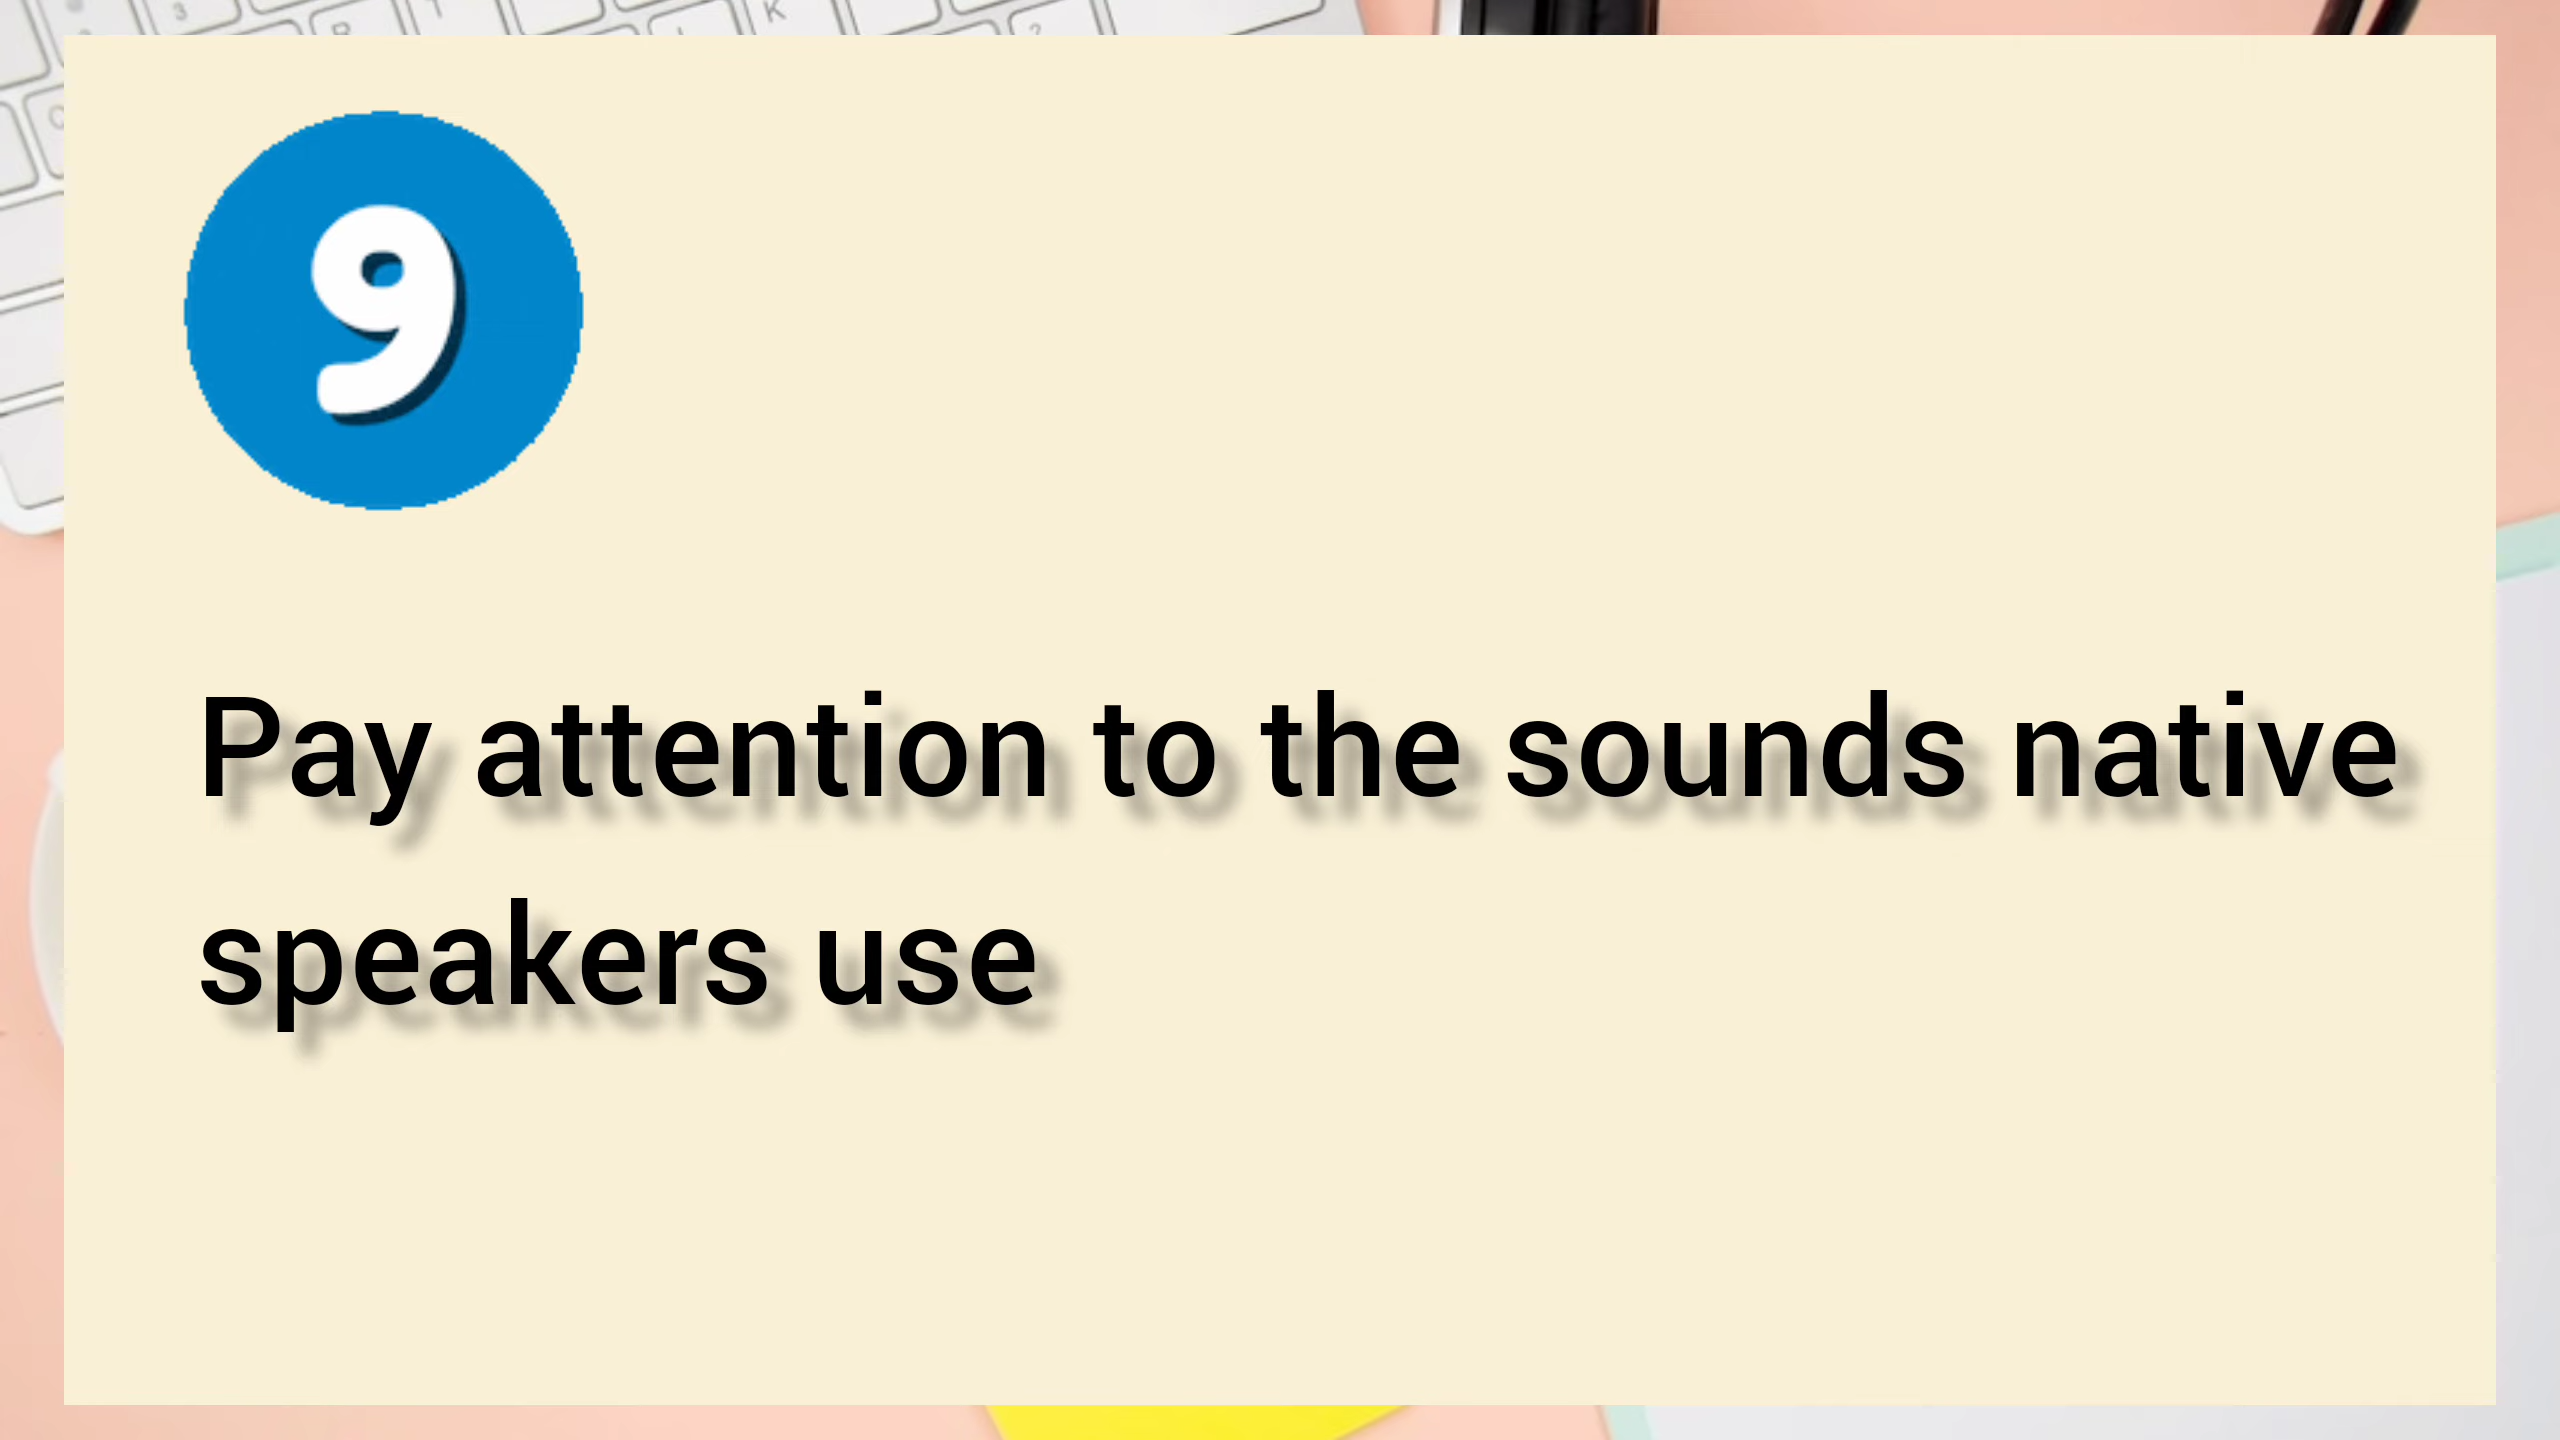 9
Pay attention to the sounds native
speakers use